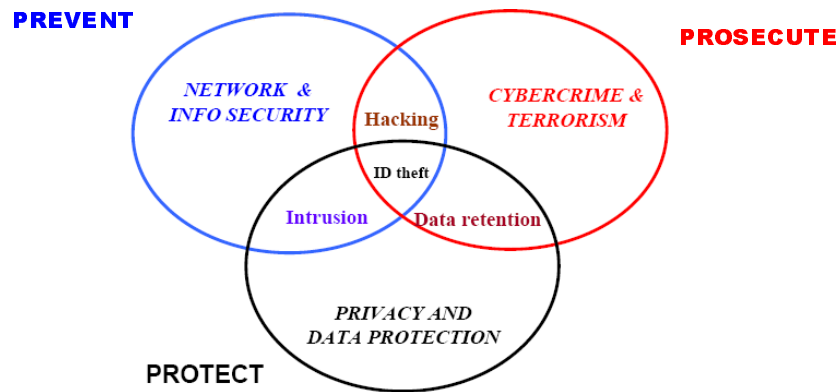 PREVENT
PROSECUTE
NETWORK &
INFO SECURITY
CYBERCRIME &
TERRORISM
Hacking
ID theft
Intrusion
Data retention
PRIVACY AND
DATA PROTECTION
PROTECT